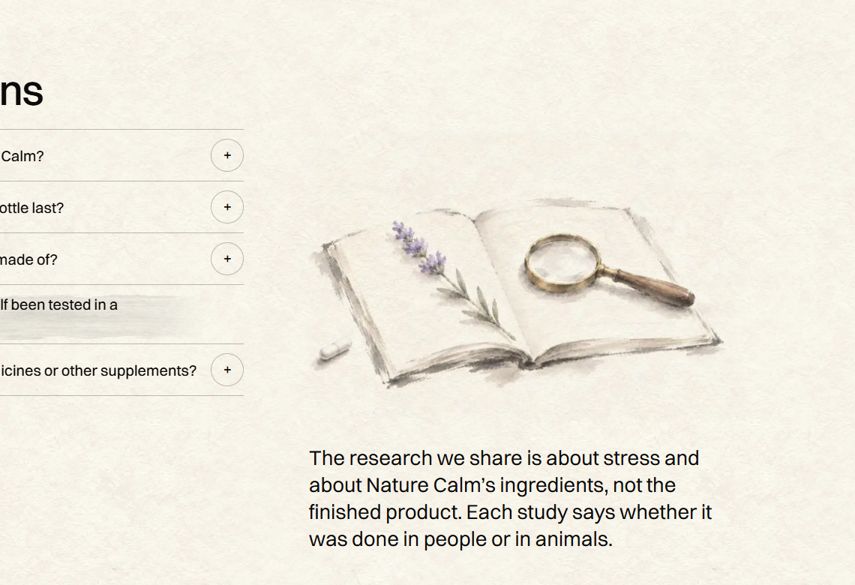 ns
Calm?
+
ottle last?
+
made of?
+
lf been tested in a
icines or other supplements?
+
The research we share is about stress and
about Nature Calm’s ingredients, not the
finished product. Each study says whether it
was done in people or in animals.